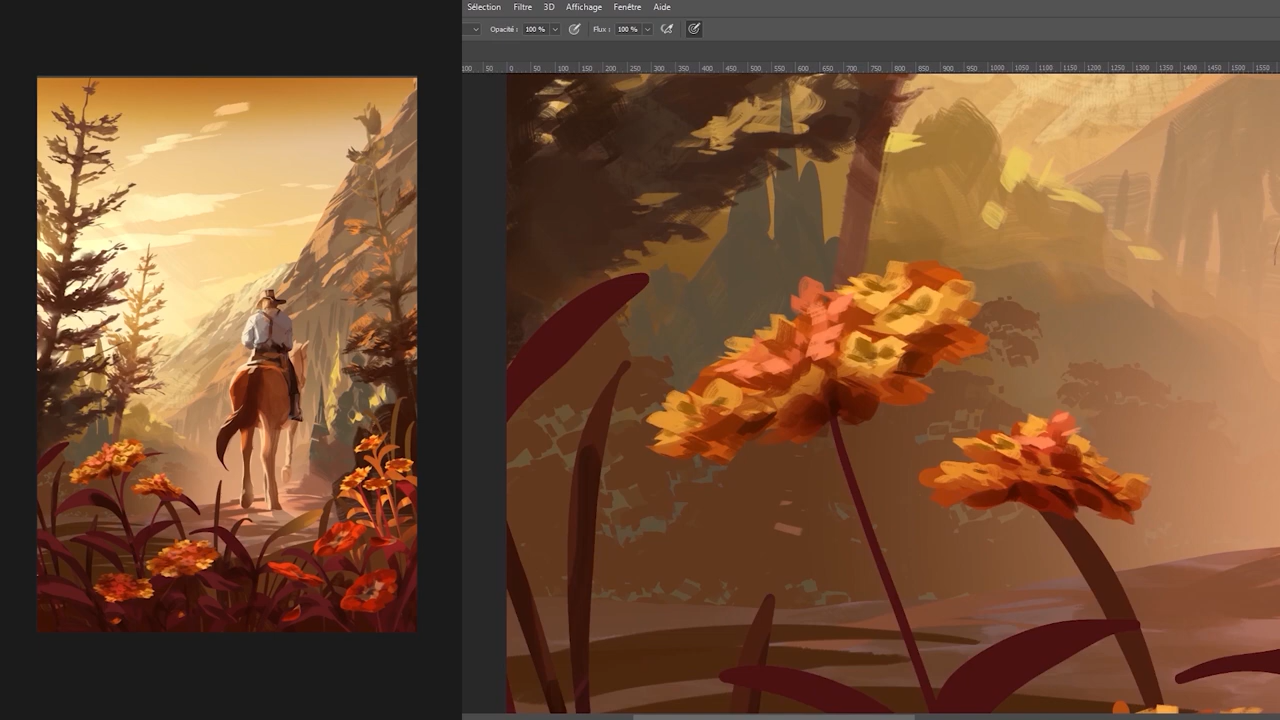 Sélection Filtre 3D Affichage Fenêtre Aide
Opacité : 100 % Flux : 100 %
100 50 0 50 100 150 200 250 300 350 400 450 500 550 600 650 700 750 800 850 900 950 1000 1050 1100 1150 1200 1250 1300 1350 1400 1450 1500 1550